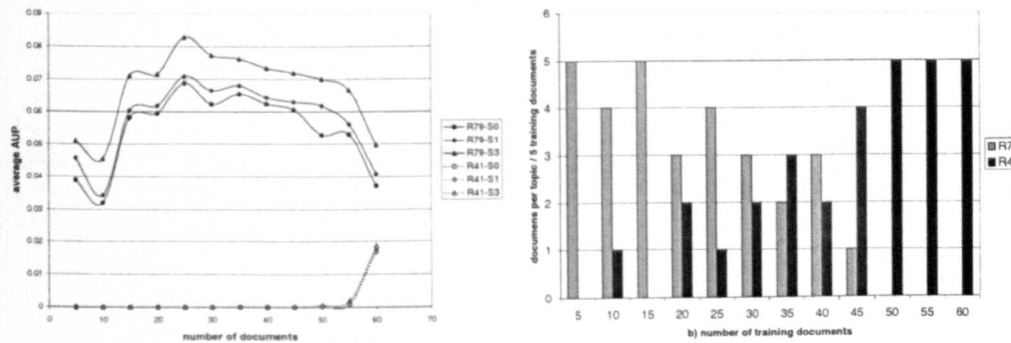 average AUP
0.09
0.08
0.07
0.06
0.05
0.04
0.03
0.02
0.01
0
0 10 20 30 40 50 60 70
number of documents
R79-S0
R79-S1
R79-S3
R41-S0
R41-S1
R41-S3
documens per topic / 5 training documents
6
5
4
3
2
1
0
5 10 15 20 25 30 35 40 45 50 55 60
b) number of training documents
R7
R4